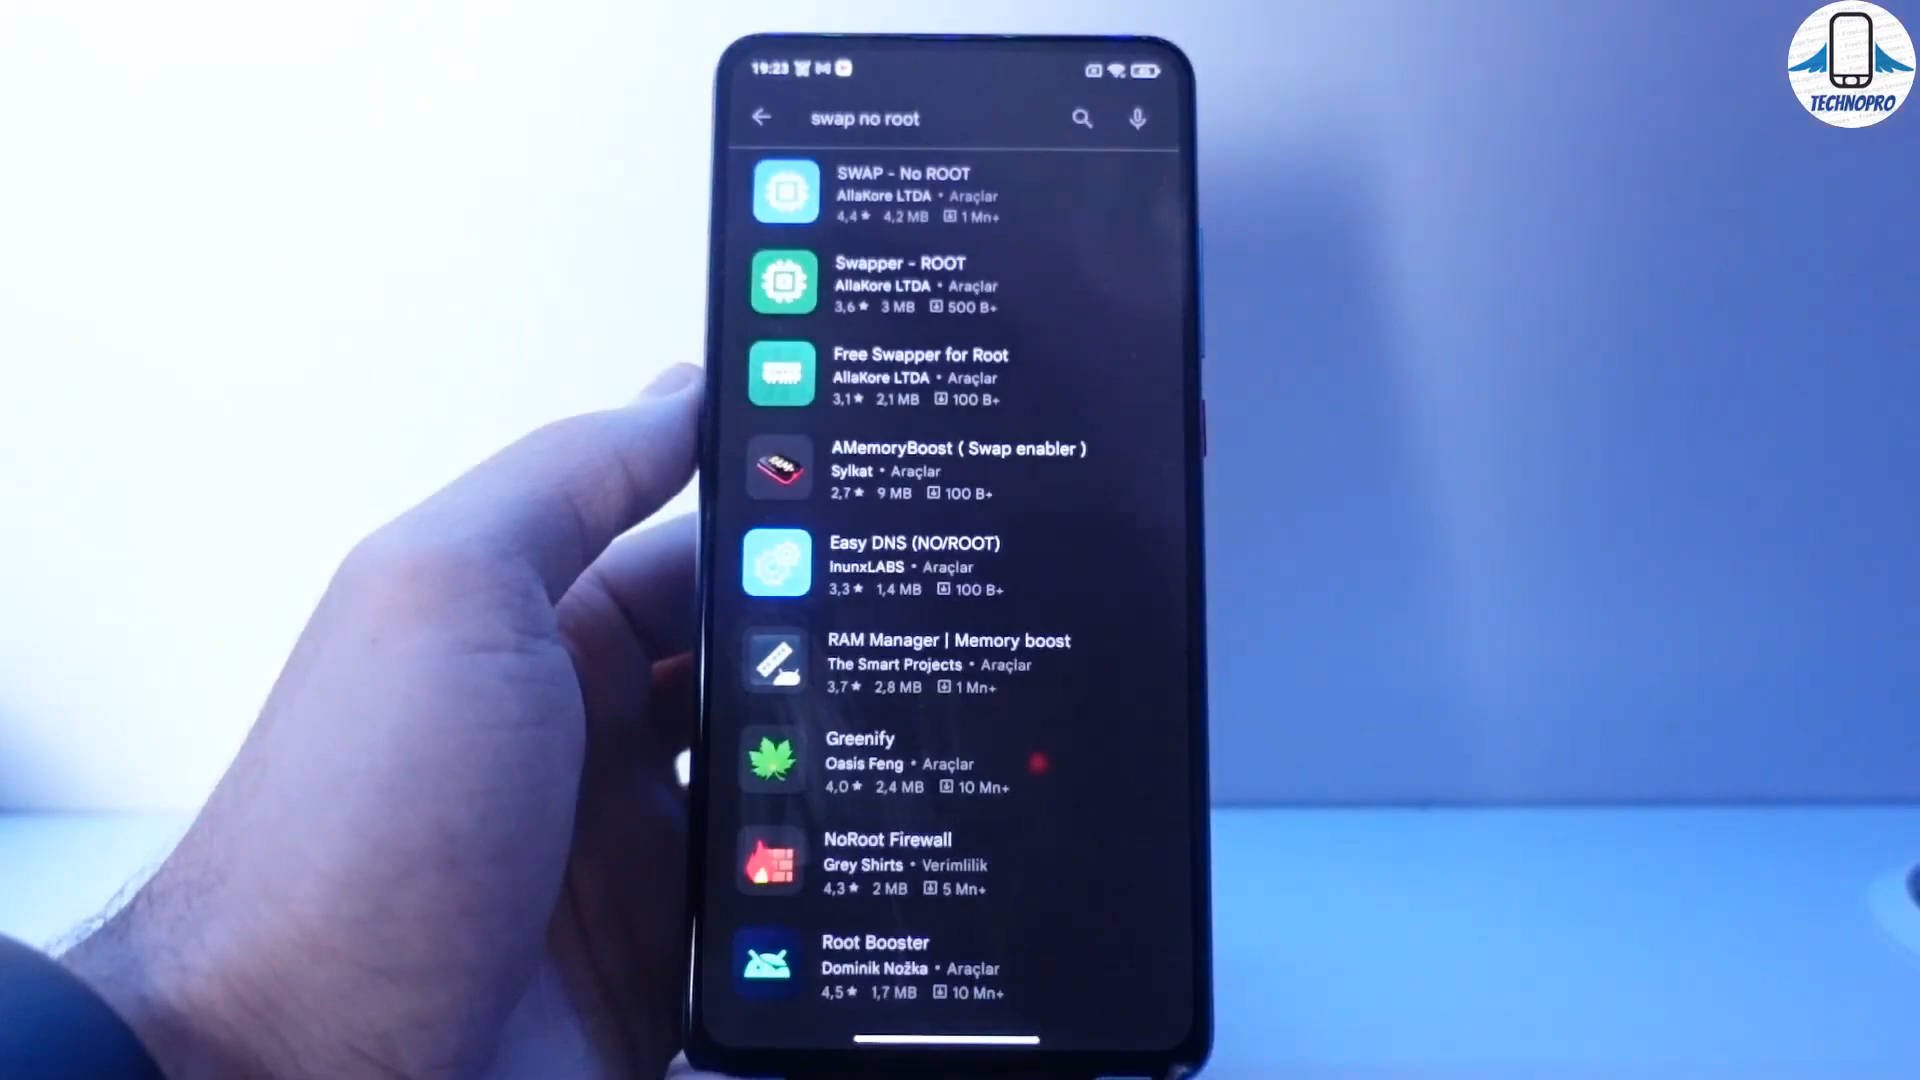 TECHNOPRO
19:23
swap no root
SWAP - No ROOT
AllaKore LTDA • Araçlar
4,4★ 4,2 MB 1 Mn+
Swapper - ROOT
AllaKore LTDA • Araçlar
3,6★ 3 MB 500 B+
Free Swapper for Root
AllaKore LTDA • Araçlar
3,1★ 2,1 MB 100 B+
AMemoryBoost ( Swap enabler )
Sylkat • Araçlar
2,7★ 9 MB 100 B+
Easy DNS (NO/ROOT)
InunxLABS • Araçlar
3,3★ 1,4 MB 100 B+
RAM Manager | Memory boost
The Smart Projects • Araçlar
3,7★ 2,8 MB 1 Mn+
Greenify
Oasis Feng • Araçlar
4,0★ 2,4 MB 10 Mn+
NoRoot Firewall
Grey Shirts • Verimlilik
4,3★ 2 MB 5 Mn+
Root Booster
Dominik Nožka • Araçlar
4,5★ 1,7 MB 10 Mn+